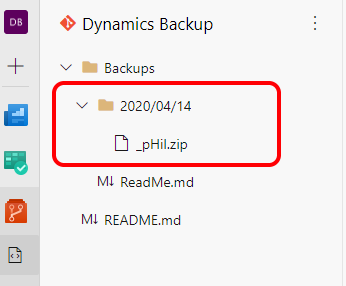 DB
Dynamics Backup
Backups
2020/04/14
_pHil.zip
M↓ ReadMe.md
M↓ README.md